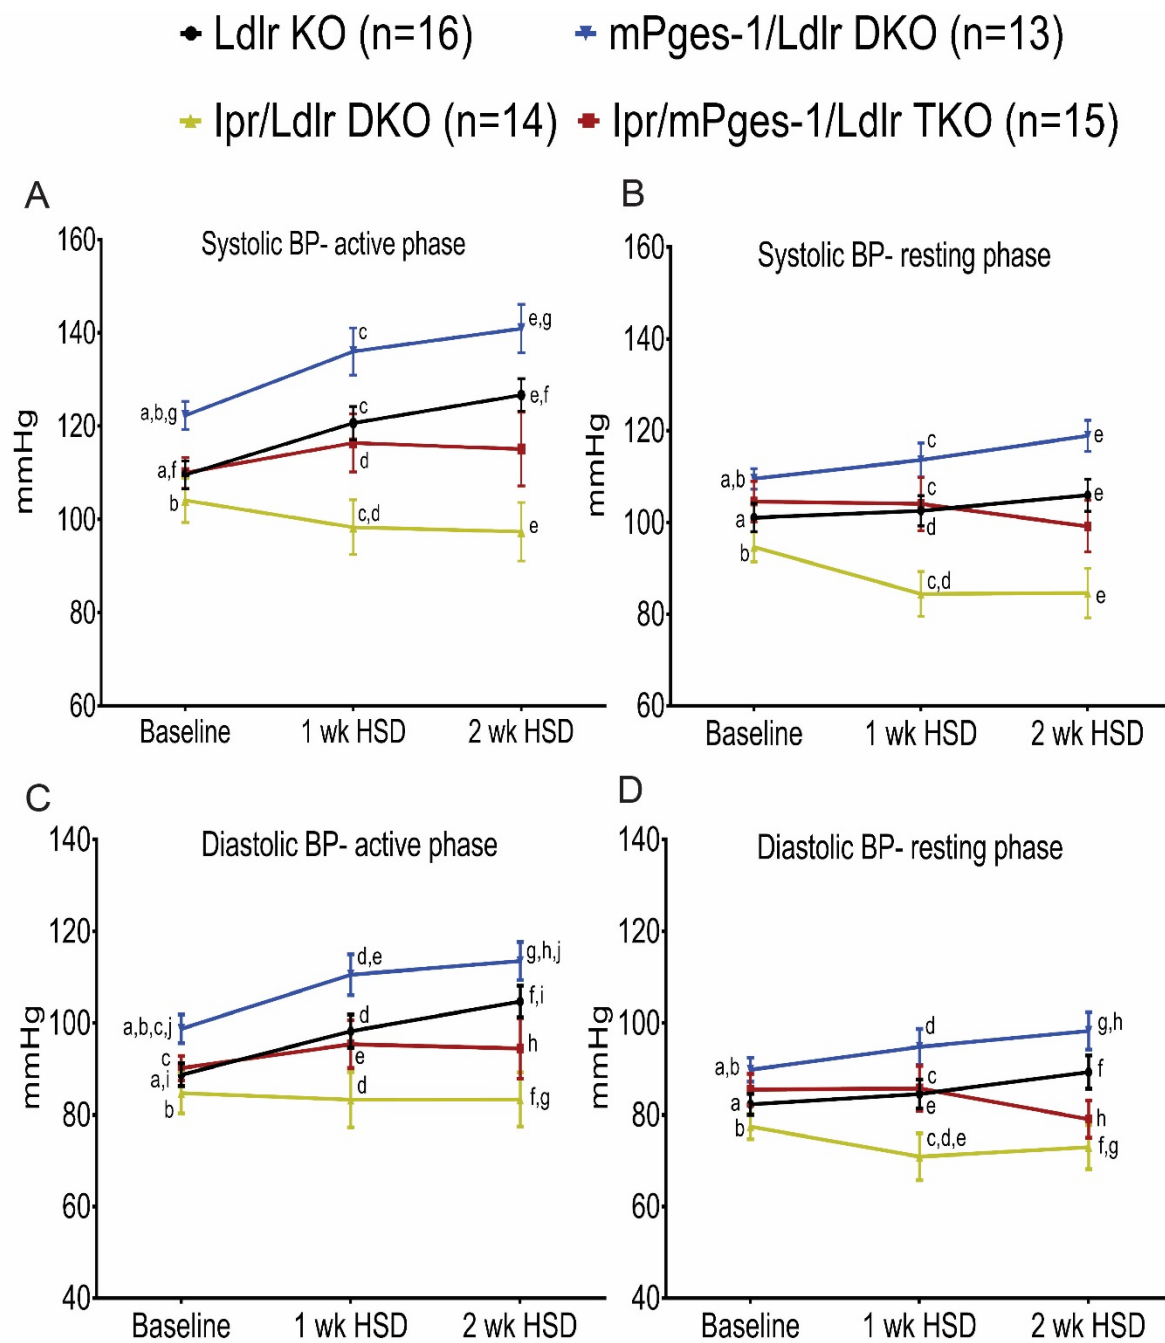 Ldlr KO (n=16)
mPges-1/Ldlr DKO (n=13)
lpr/Ldlr DKO (n=14)
lpr/mPges-1/Ldlr TKO (n=15)
A
Systolic BP- active phase
mmHg
160
140
120
100
80
60
a,b,g
a,f
b
c
c
d
c,d
e,g
e,f
e
Baseline
1 wk HSD
2 wk HSD
B
Systolic BP- resting phase
mmHg
160
140
120
100
80
60
a,b
a
b
c
c
d
c,d
e
e
e
Baseline
1 wk HSD
2 wk HSD
C
Diastolic BP- active phase
mmHg
140
120
100
80
60
40
a,b,c,j
c
a,i
b
d,e
d
e
d
g,h,j
f,i
h
f,g
Baseline
1 wk HSD
2 wk HSD
D
Diastolic BP- resting phase
mmHg
140
120
100
80
60
40
a,b
a
b
d
c
e
c,d,e
g,h
f
h
f,g
Baseline
1 wk HSD
2 wk HSD